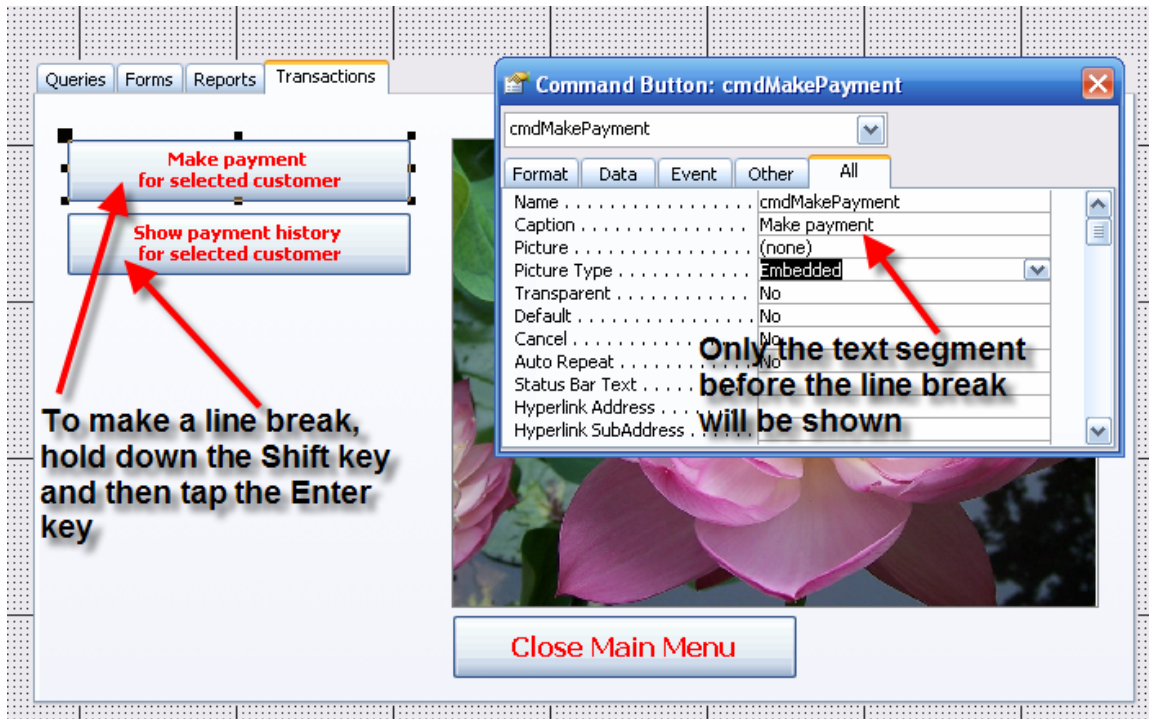 Queries Forms Reports Transactions
Make payment
for selected customer
Show payment history
for selected customer
To make a line break,
hold down the Shift key
and then tap the Enter
key
Command Button: cmdMakePayment
cmdMakePayment
Format Data Event Other All
Name . . . . . . . . . . . . . . . . . . cmdMakePayment
Caption . . . . . . . . . . . . . . . . Make payment
Picture . . . . . . . . . . . . . . . . . (none)
Picture Type . . . . . . . . . . . . . Embedded
Transparent . . . . . . . . . . . . . . No
Default . . . . . . . . . . . . . . . . . No
Cancel . . . . . . . . . . . . . . . . . No
Auto Repeat . . . . . . . . . . . . . No
Status Bar Text . . . . . .
Hyperlink Address . . . . .
Hyperlink SubAddress . . . . . .
Only the text segment
before the line break
will be shown
Close Main Menu